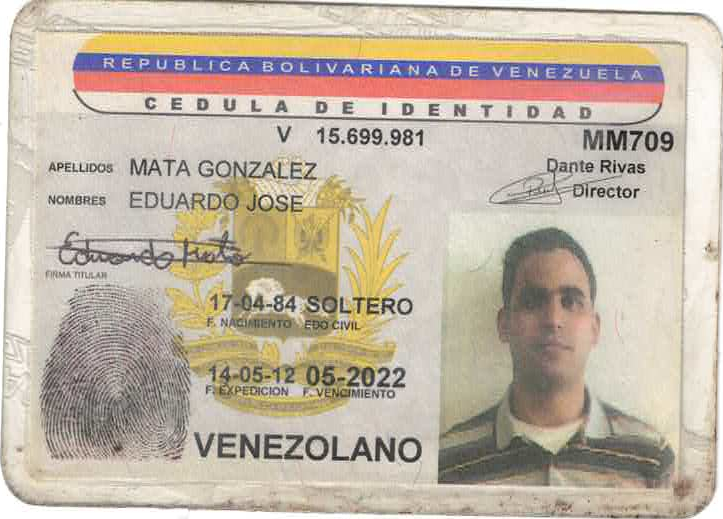 REPUBLICA BOLIVARIANA DE VENEZUELA
CEDULA DE IDENTIDAD
V 15.699.981 MM709
APELLIDOS MATA GONZALEZ
Dante Rivas
Director
NOMBRES EDUARDO JOSE
Eduardo Mata
FIRMA TITULAR
17-04-84 SOLTERO
F. NACIMIENTO EDO CIVIL
14-05-12 05-2022
F. EXPEDICION F. VENCIMIENTO
VENEZOLANO